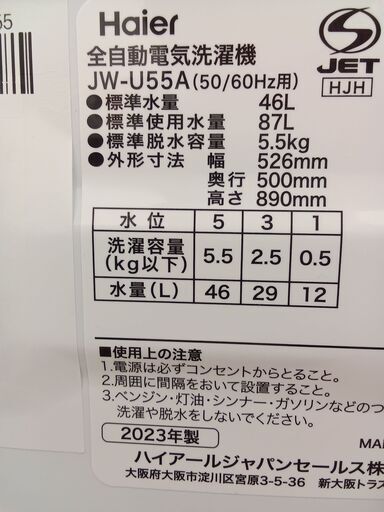 55
Haier
全自動電気洗濯機
JW-U55A(50/60Hz用)
S
JET
HJH
●標準水量 46L
●標準使用水量 87L
●標準脱水容量 5.5kg
●外形寸法 幅 526mm
奥行 500mm
高さ 890mm
水位 5 3 1
洗濯容量(kg以下) 5.5 2.5 0.5
水量(L) 46 29 12
■使用上の注意
1.電源は必ずコンセントからとること。
2.周囲に間隔をおいて設置すること。
3.ベンジン・灯油・シンナー・ガソリンなどのつ
洗濯や脱水をしないでください。
2023年製
MA
ハイアールジャパンセールス株
大阪府大阪市淀川区宮原3-5-36 新大阪トラス